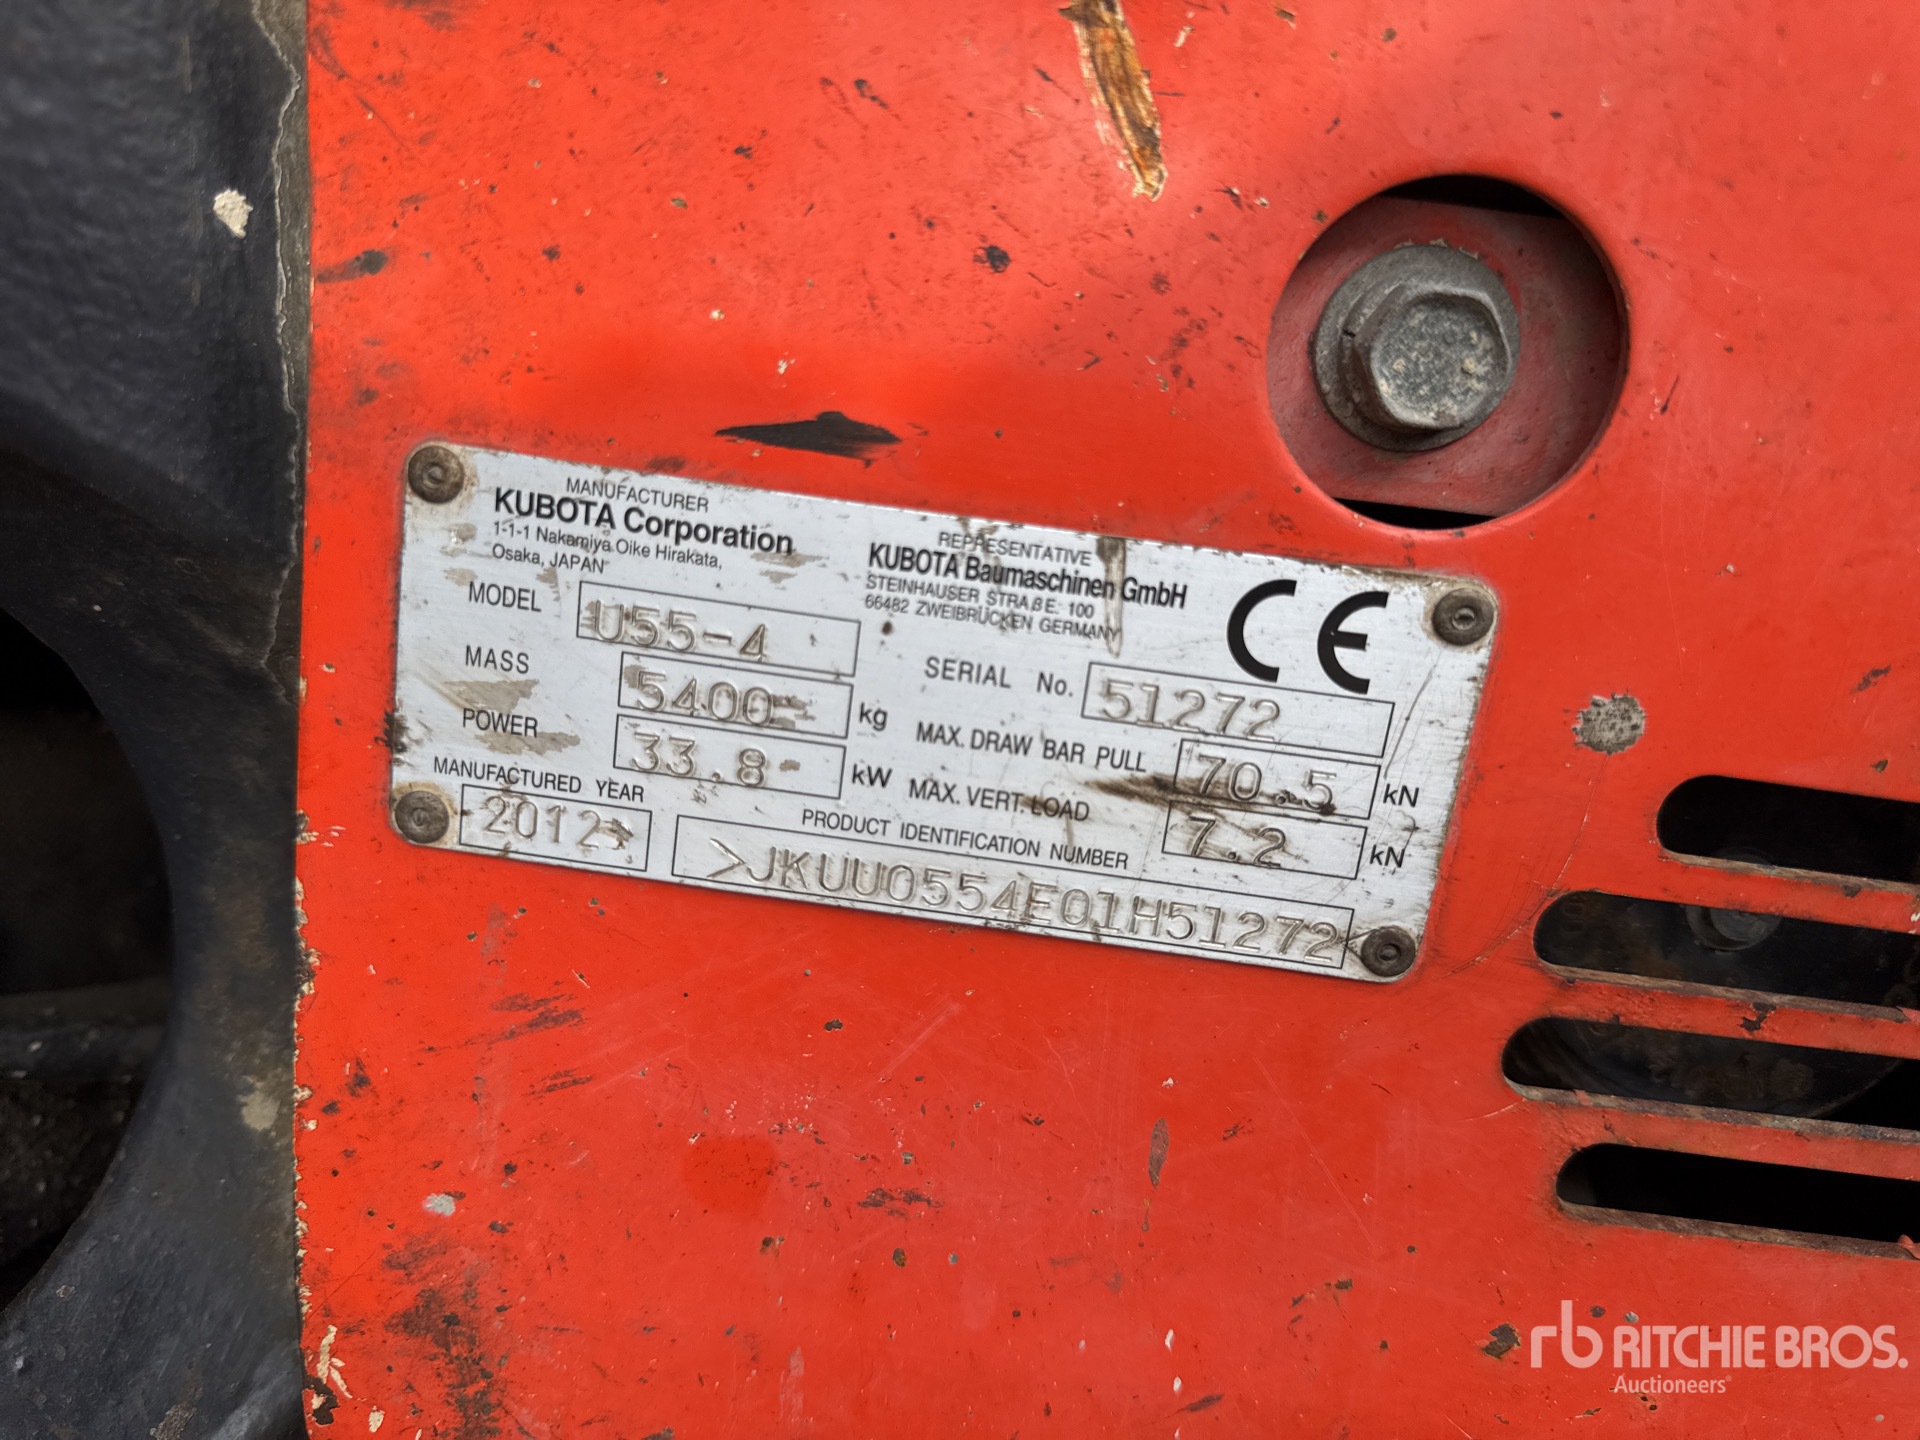 MANUFACTURER
KUBOTA Corporation
1-1-1 Nakamiya Oike Hirakata,
Osaka, JAPAN
REPRESENTATIVE
KUBOTA Baumaschinen GmbH
STEINHAUSER STRAßE. 100
66482 ZWEIBRÜCKEN GERMANY
CE
MODEL U55-4
MASS 5400 kg
POWER 33.8 kW
SERIAL No. 51272
MAX. DRAW BAR PULL 70.5 kN
MAX. VERT. LOAD 7.2 kN
MANUFACTURED YEAR
2012
PRODUCT IDENTIFICATION NUMBER
>JKUU0554E01H51272<
rb RITCHIE BROS.
Auctioneers